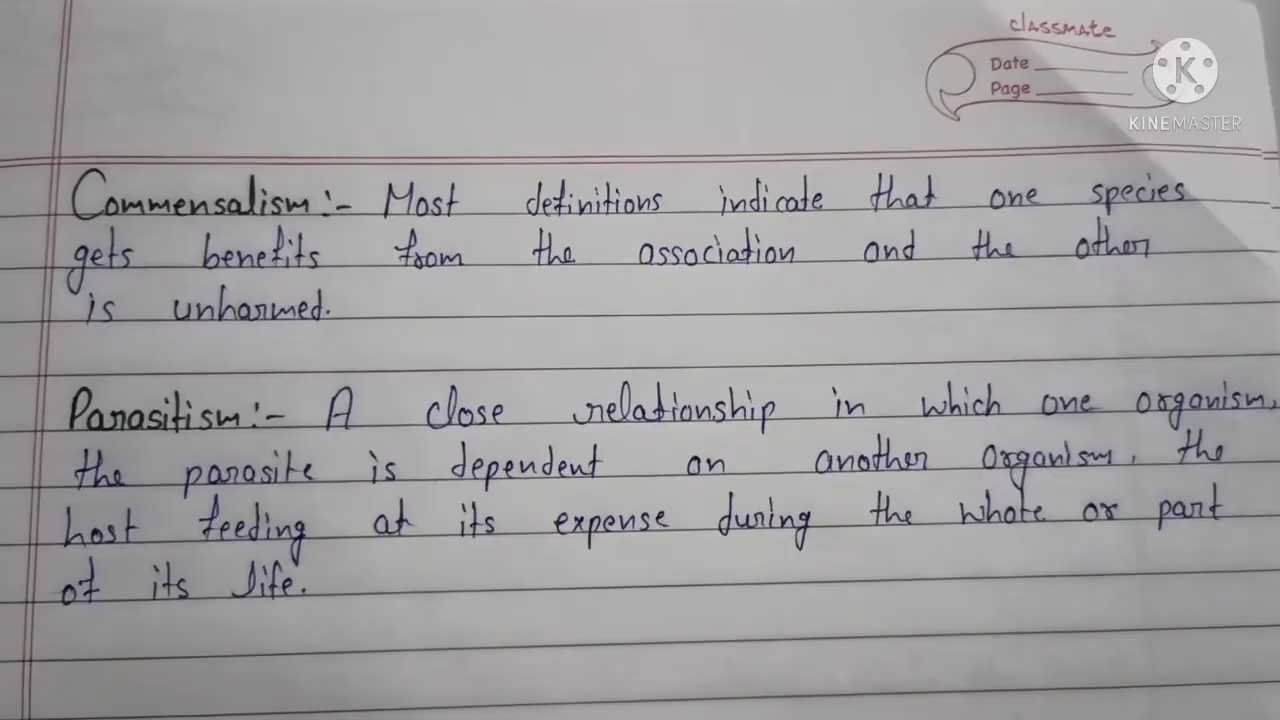 classmate
Date
Page
KINEMASTER
Commensalism:- Most definitions indicate that one species
gets benefits from the association and the other
is unharmed.
Parasitism:- A close relationship in which one organism,
the parasite is dependent on another organism, the
host feeding at its expense during the whole or part
of its life.